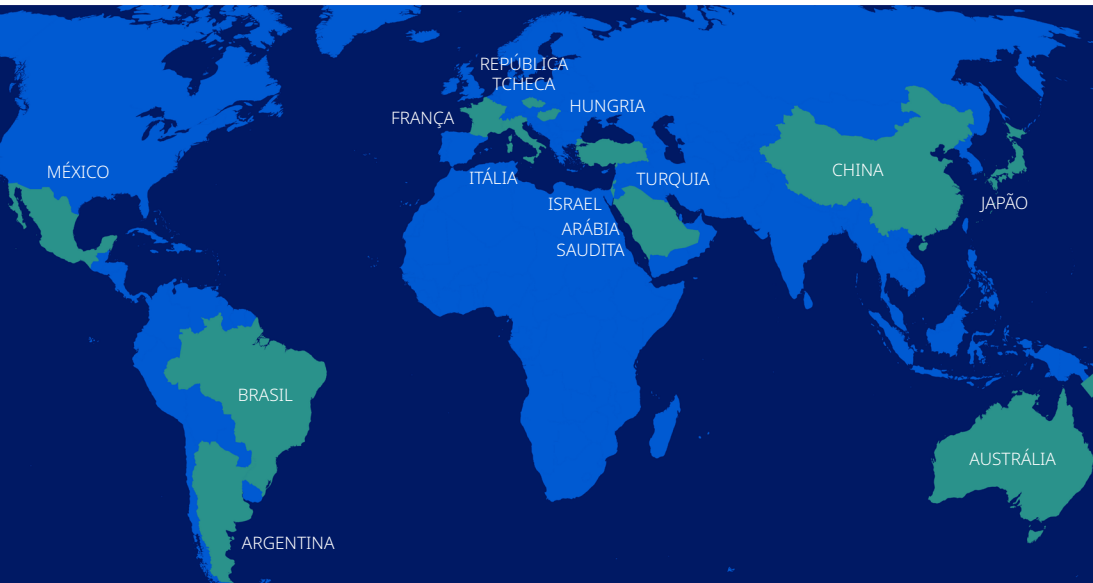 REPÚBLICA
TCHECA
HUNGRIA
FRANÇA
MÉXICO
ITÁLIA
TURQUIA
CHINA
ISRAEL
JAPÃO
ARÁBIA
SAUDITA
BRASIL
AUSTRÁLIA
ARGENTINA